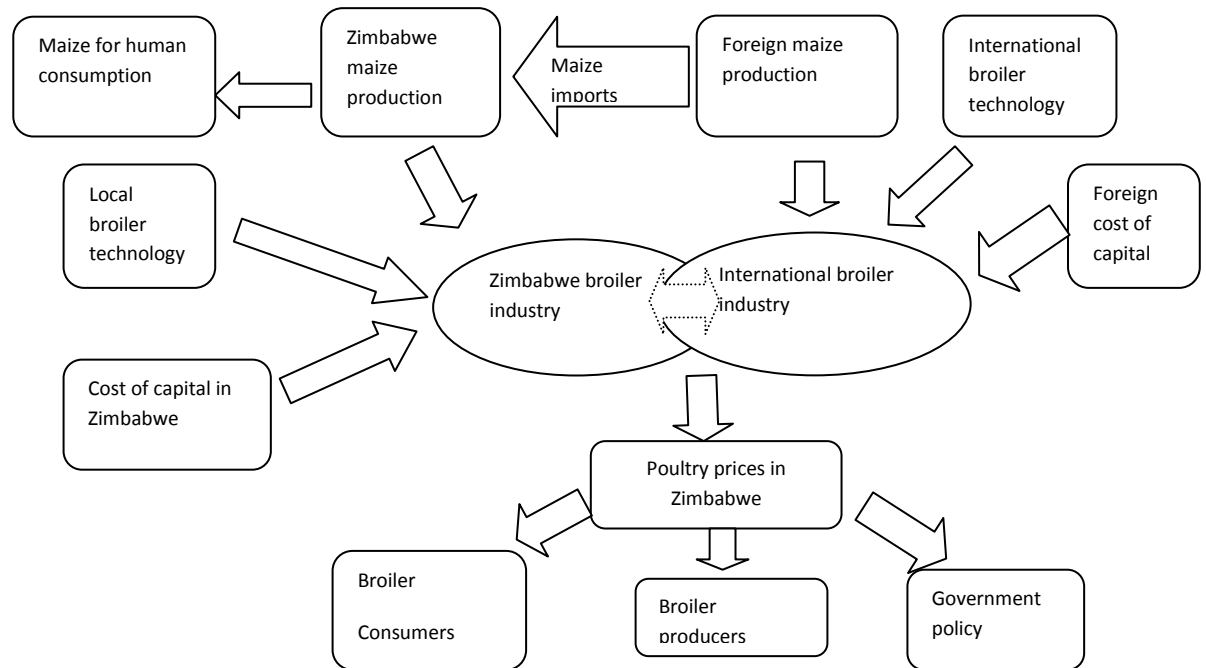 Maize for human
consumption
Zimbabwe
maize
production
Maize
imports
Foreign maize
production
International
broiler
technology
Local
broiler
technology
Foreign
cost of
capital
Zimbabwe broiler
industry
International broiler
industry
Cost of capital in
Zimbabwe
Poultry prices in
Zimbabwe
Broiler
Consumers
Broiler
producers
Government
policy